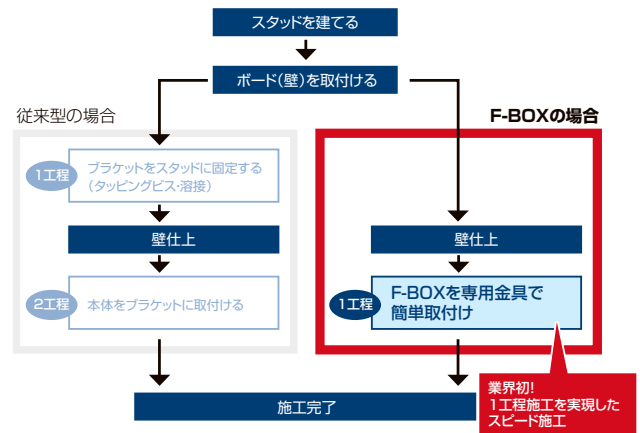 スタッドを建てる
ボード(壁)を取付ける
従来型の場合
1工程
ブラケットをスタッドに固定する
(タッピングビス・溶接)
壁仕上
2工程
本体をブラケットに取付ける
F-BOXの場合
壁仕上
1工程
F-BOXを専用金具で
簡単取付け
業界初!
1工程施工を実現した
スピード施工
施工完了